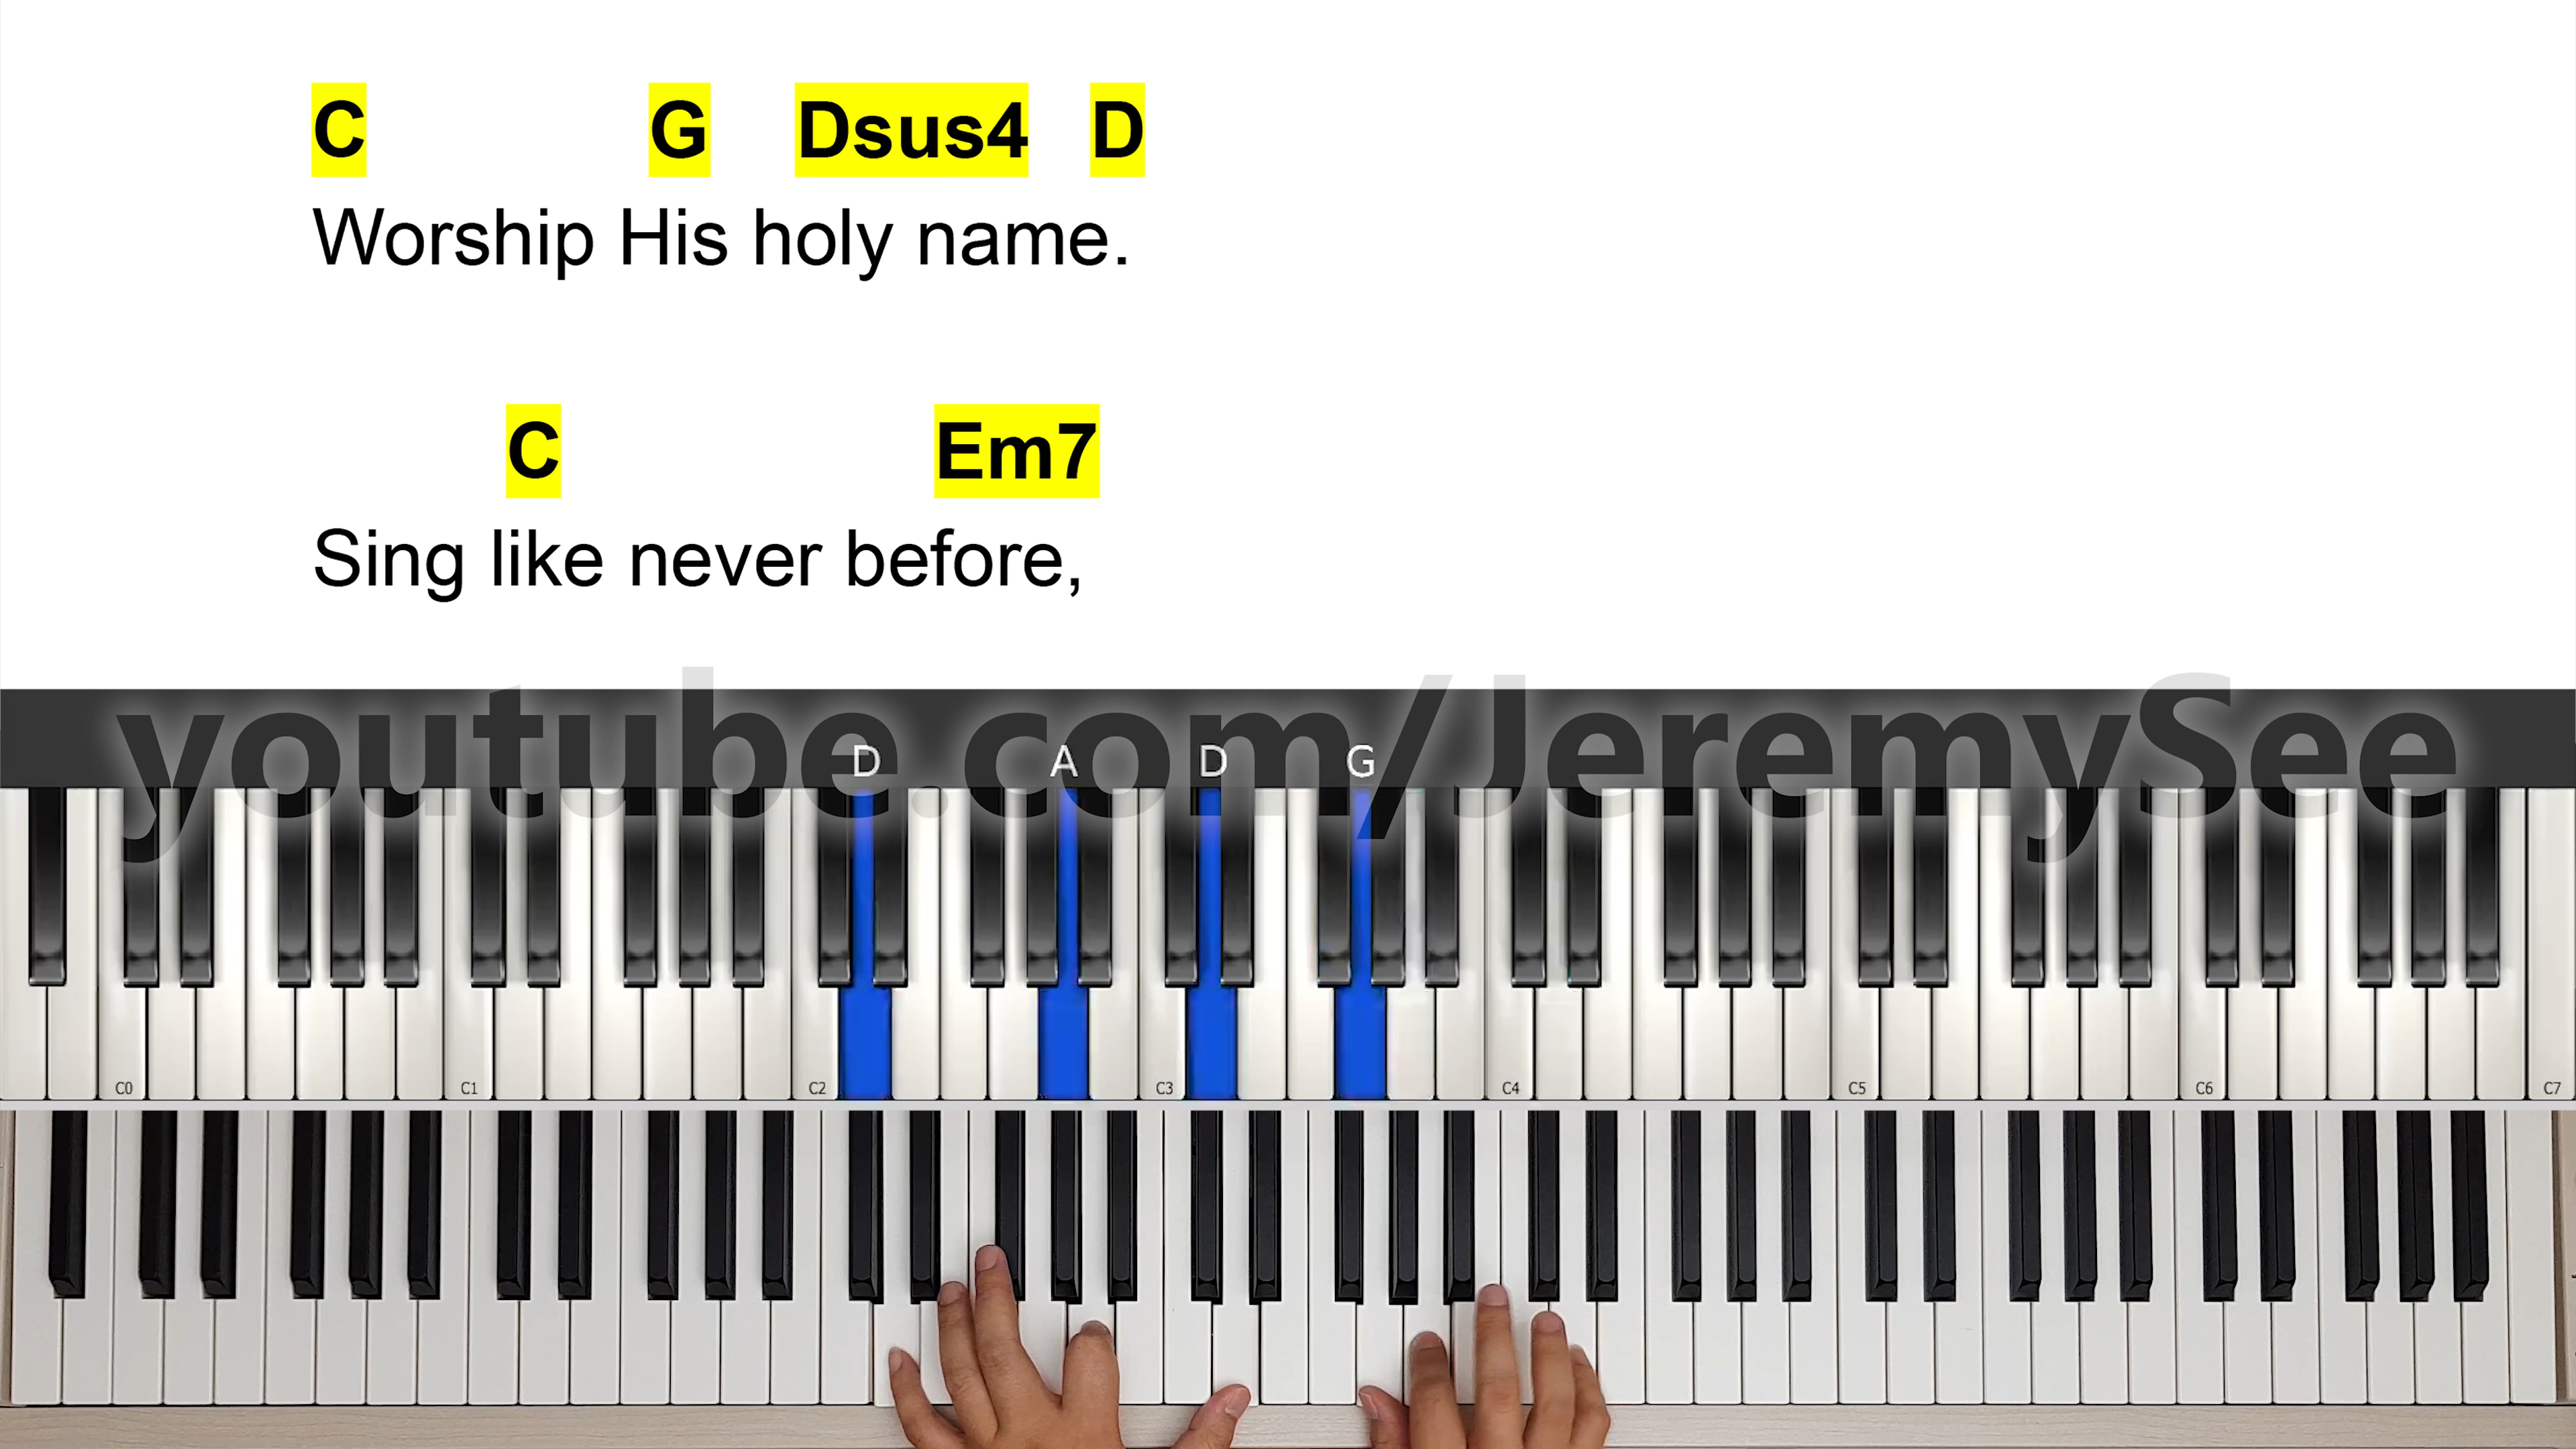 C G Dsus4 D
Worship His holy name.
C Em7
Sing like never before,
youtube.com/JeremySee
D A D G
C0 C1 C2 C3 C4 C5 C6 C7